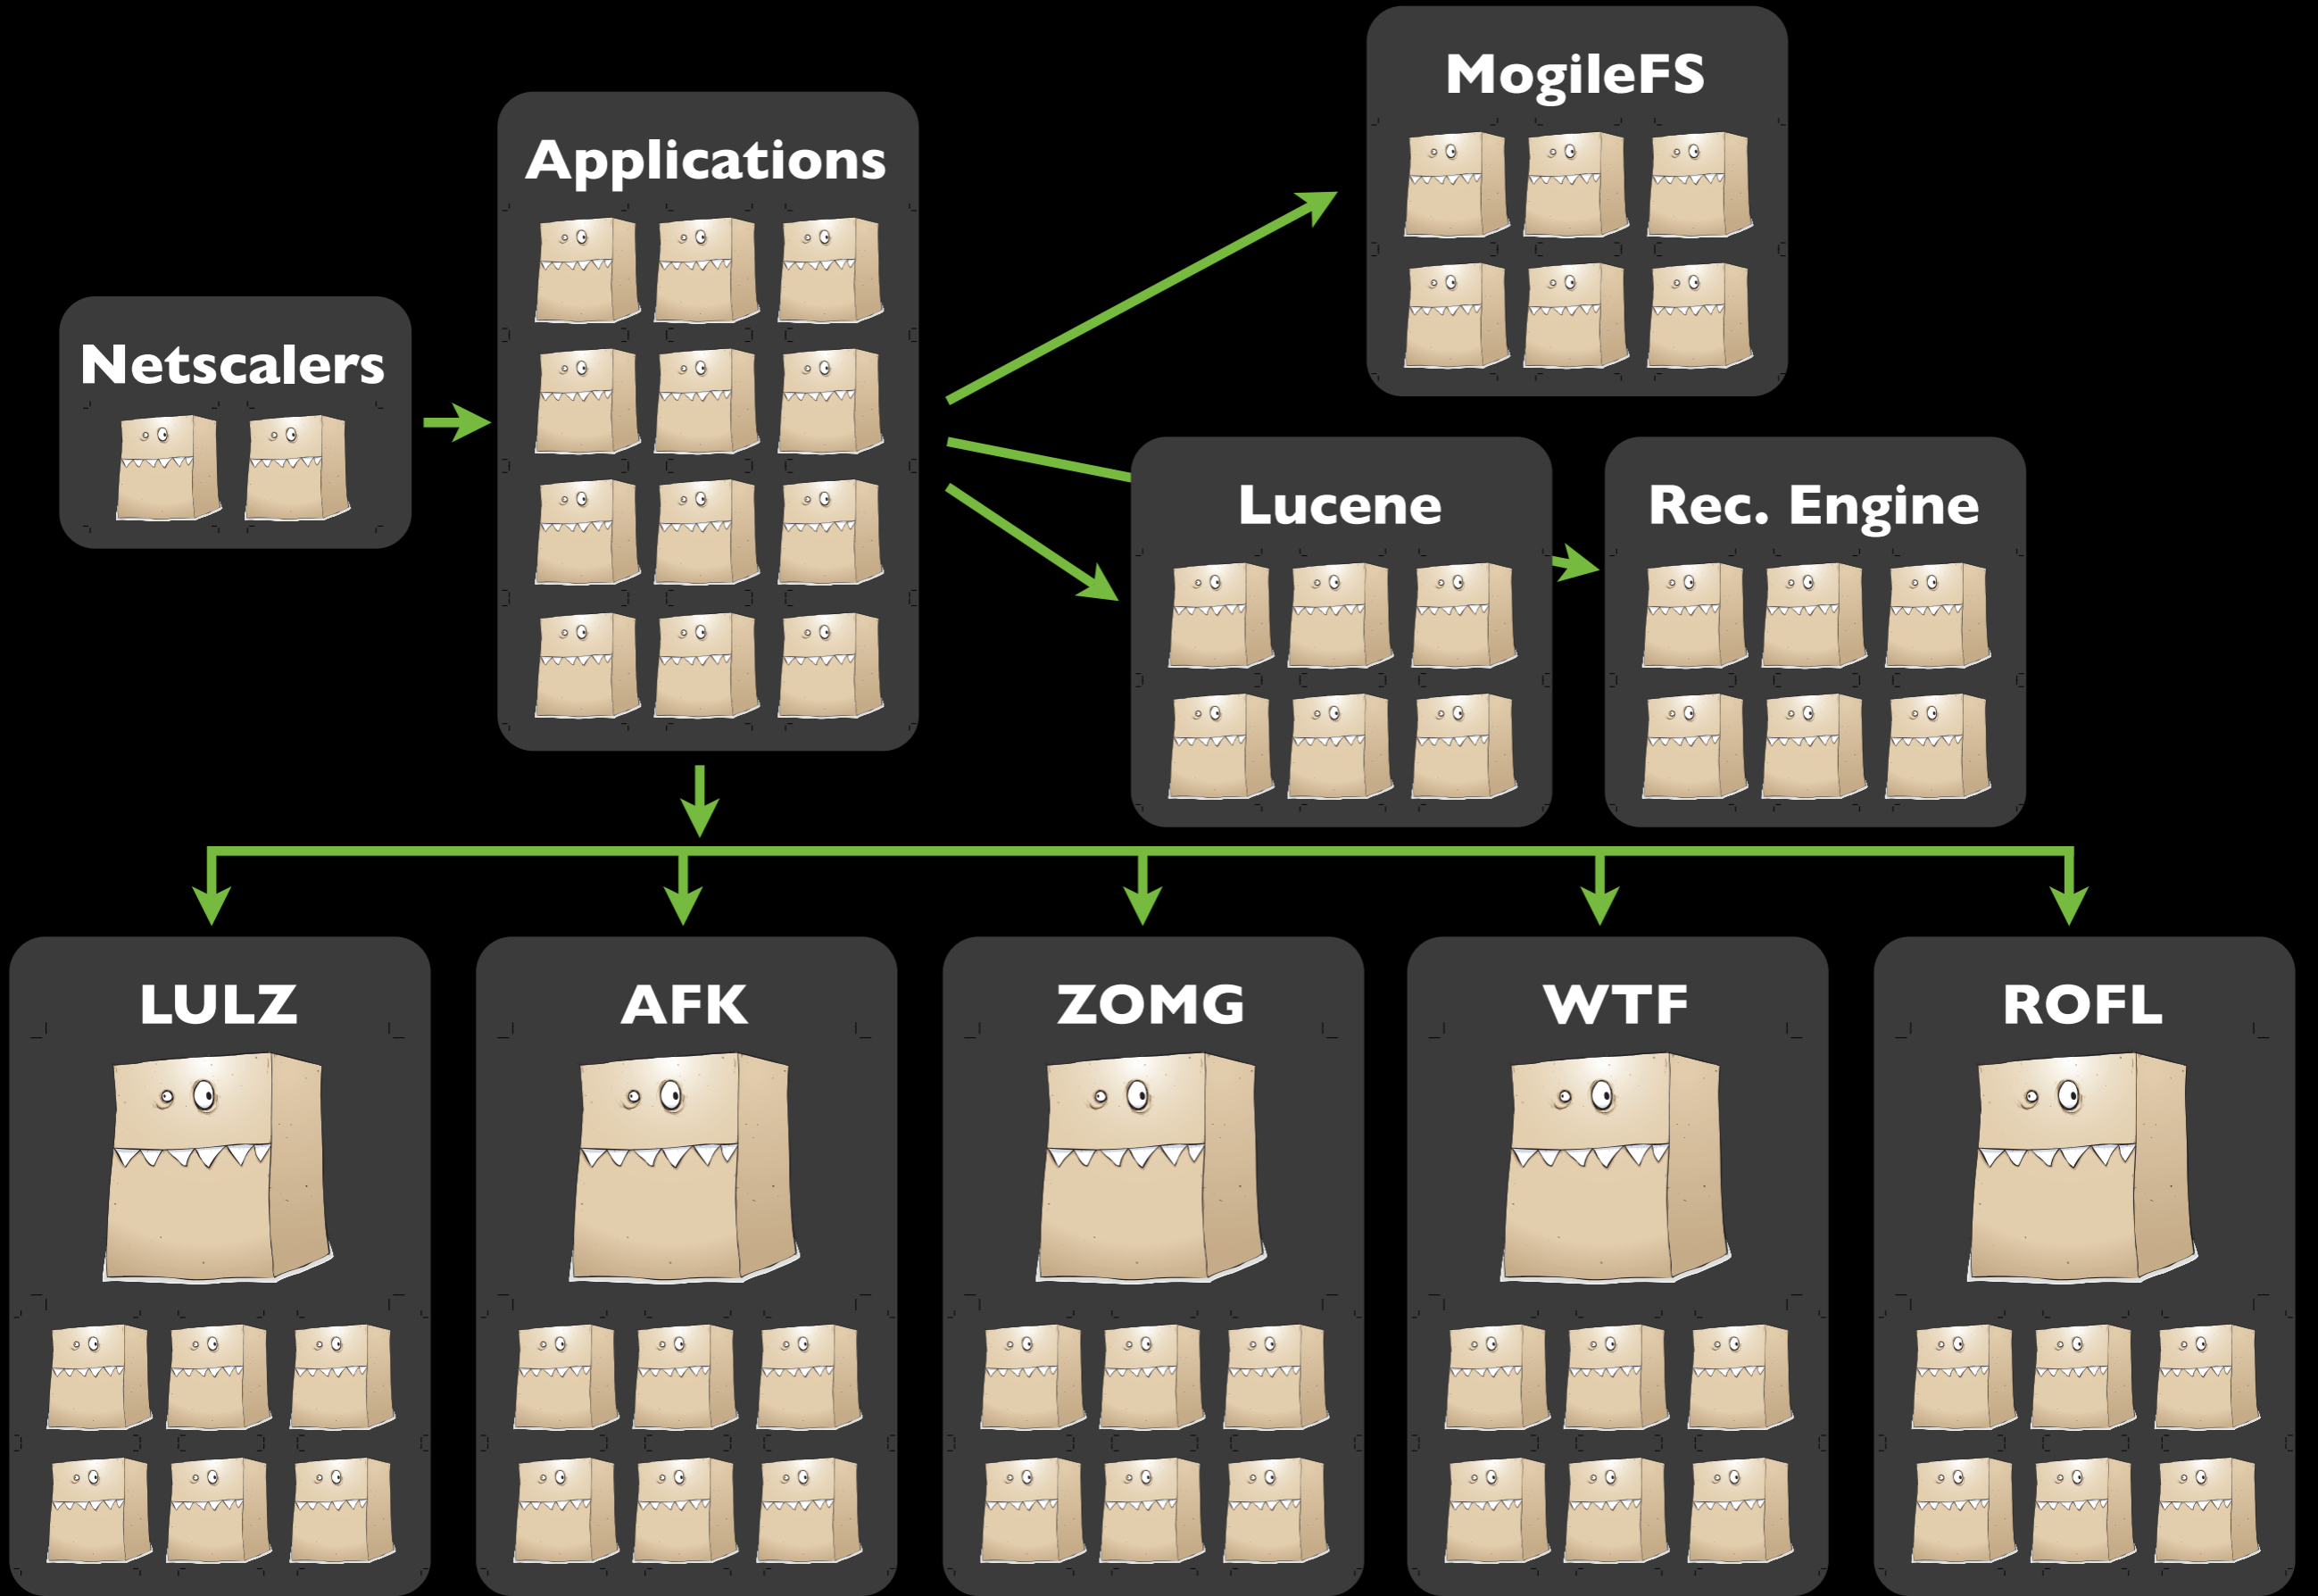 MogileFS
Applications
Netscalers
Lucene
Rec. Engine
LULZ
AFK
ZOMG
WTF
ROFL